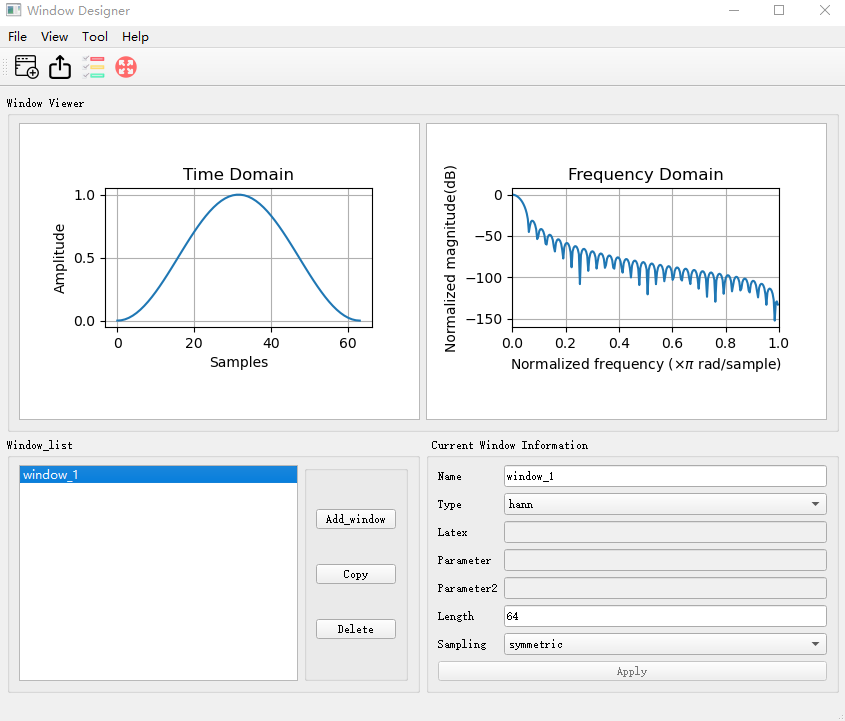 Window Designer
File View Tool Help
Window Viewer
Time Domain
1.0
0.5
0.0
Amplitude
0 20 40 60
Samples
Frequency Domain
0
−50
−100
−150
Normalized magnitude(dB)
0.0 0.2 0.4 0.6 0.8 1.0
Normalized frequency (×π rad/sample)
Window_list
window_1
Add_window
Copy
Delete
Current Window Information
Name window_1
Type hann
Latex
Parameter
Parameter2
Length 64
Sampling symmetric
Apply